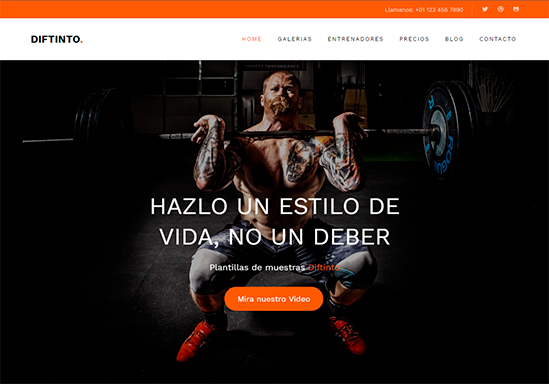 Llamanos: +01 123 456 7890
DIFTINTO.
HOME GALERIAS ENTRENADORES PRECIOS BLOG CONTACTO
ROGUE
HAZLO UN ESTILO DE
VIDA, NO UN DEBER
Plantillas de muestras Diftinto.
Mira nuestro Video